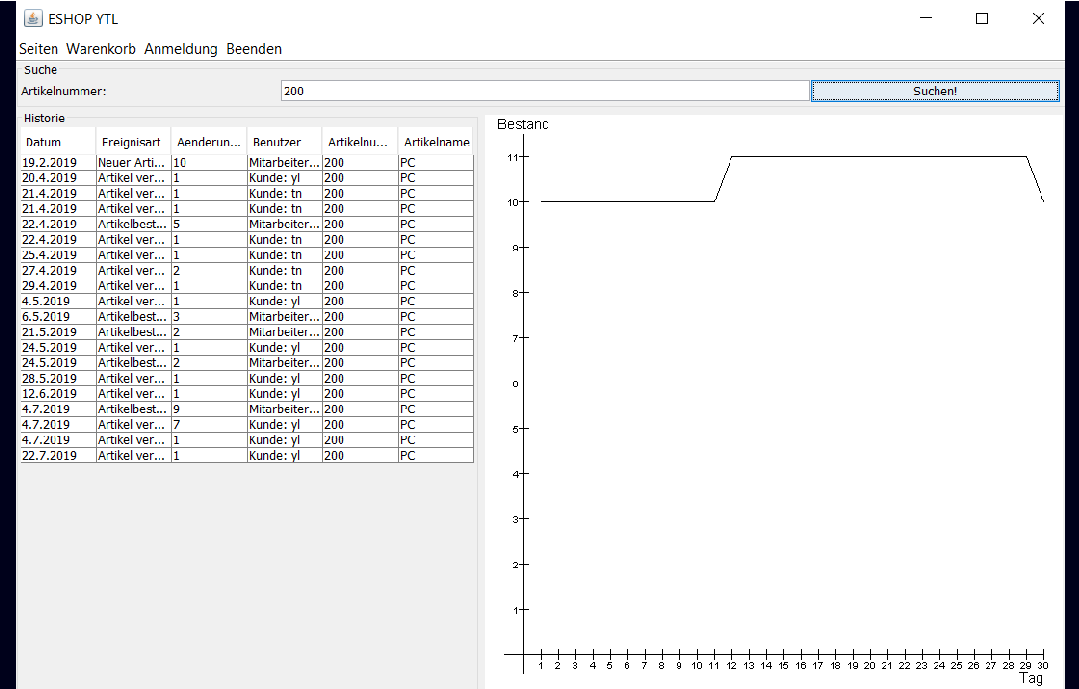 ESHOP YTL
Seiten Warenkorb Anmeldung Beenden
Suche
Artikelnummer: 200 Suchen!
Historie
Datum Ereignisart Aenderun... Benutzer Artikelnu... Artikelname
19.2.2019 Neuer Arti... 10 Mitarbeiter... 200 PC
20.4.2019 Artikel ver... 1 Kunde: yl 200 PC
21.4.2019 Artikel ver... 1 Kunde: tn 200 PC
21.4.2019 Artikel ver... 1 Kunde: tn 200 PC
22.4.2019 Artikelbest... 5 Mitarbeiter... 200 PC
22.4.2019 Artikel ver... 1 Kunde: tn 200 PC
25.4.2019 Artikel ver... 1 Kunde: tn 200 PC
27.4.2019 Artikel ver... 2 Kunde: tn 200 PC
29.4.2019 Artikel ver... 1 Kunde: tn 200 PC
4.5.2019 Artikel ver... 1 Kunde: yl 200 PC
6.5.2019 Artikelbest... 3 Mitarbeiter... 200 PC
21.5.2019 Artikelbest... 2 Mitarbeiter... 200 PC
24.5.2019 Artikel ver... 1 Kunde: yl 200 PC
24.5.2019 Artikelbest... 2 Mitarbeiter... 200 PC
28.5.2019 Artikel ver... 1 Kunde: yl 200 PC
12.6.2019 Artikel ver... 1 Kunde: yl 200 PC
4.7.2019 Artikelbest... 9 Mitarbeiter... 200 PC
4.7.2019 Artikel ver... 7 Kunde: yl 200 PC
4.7.2019 Artikel ver... 1 Kunde: yl 200 PC
22.7.2019 Artikel ver... 1 Kunde: yl 200 PC
Bestand
11
10
9
8
7
6
5
4
3
2
1
1 2 3 4 5 6 7 8 9 10 11 12 13 14 15 16 17 18 19 20 21 22 23 24 25 26 27 28 29 30
Tag